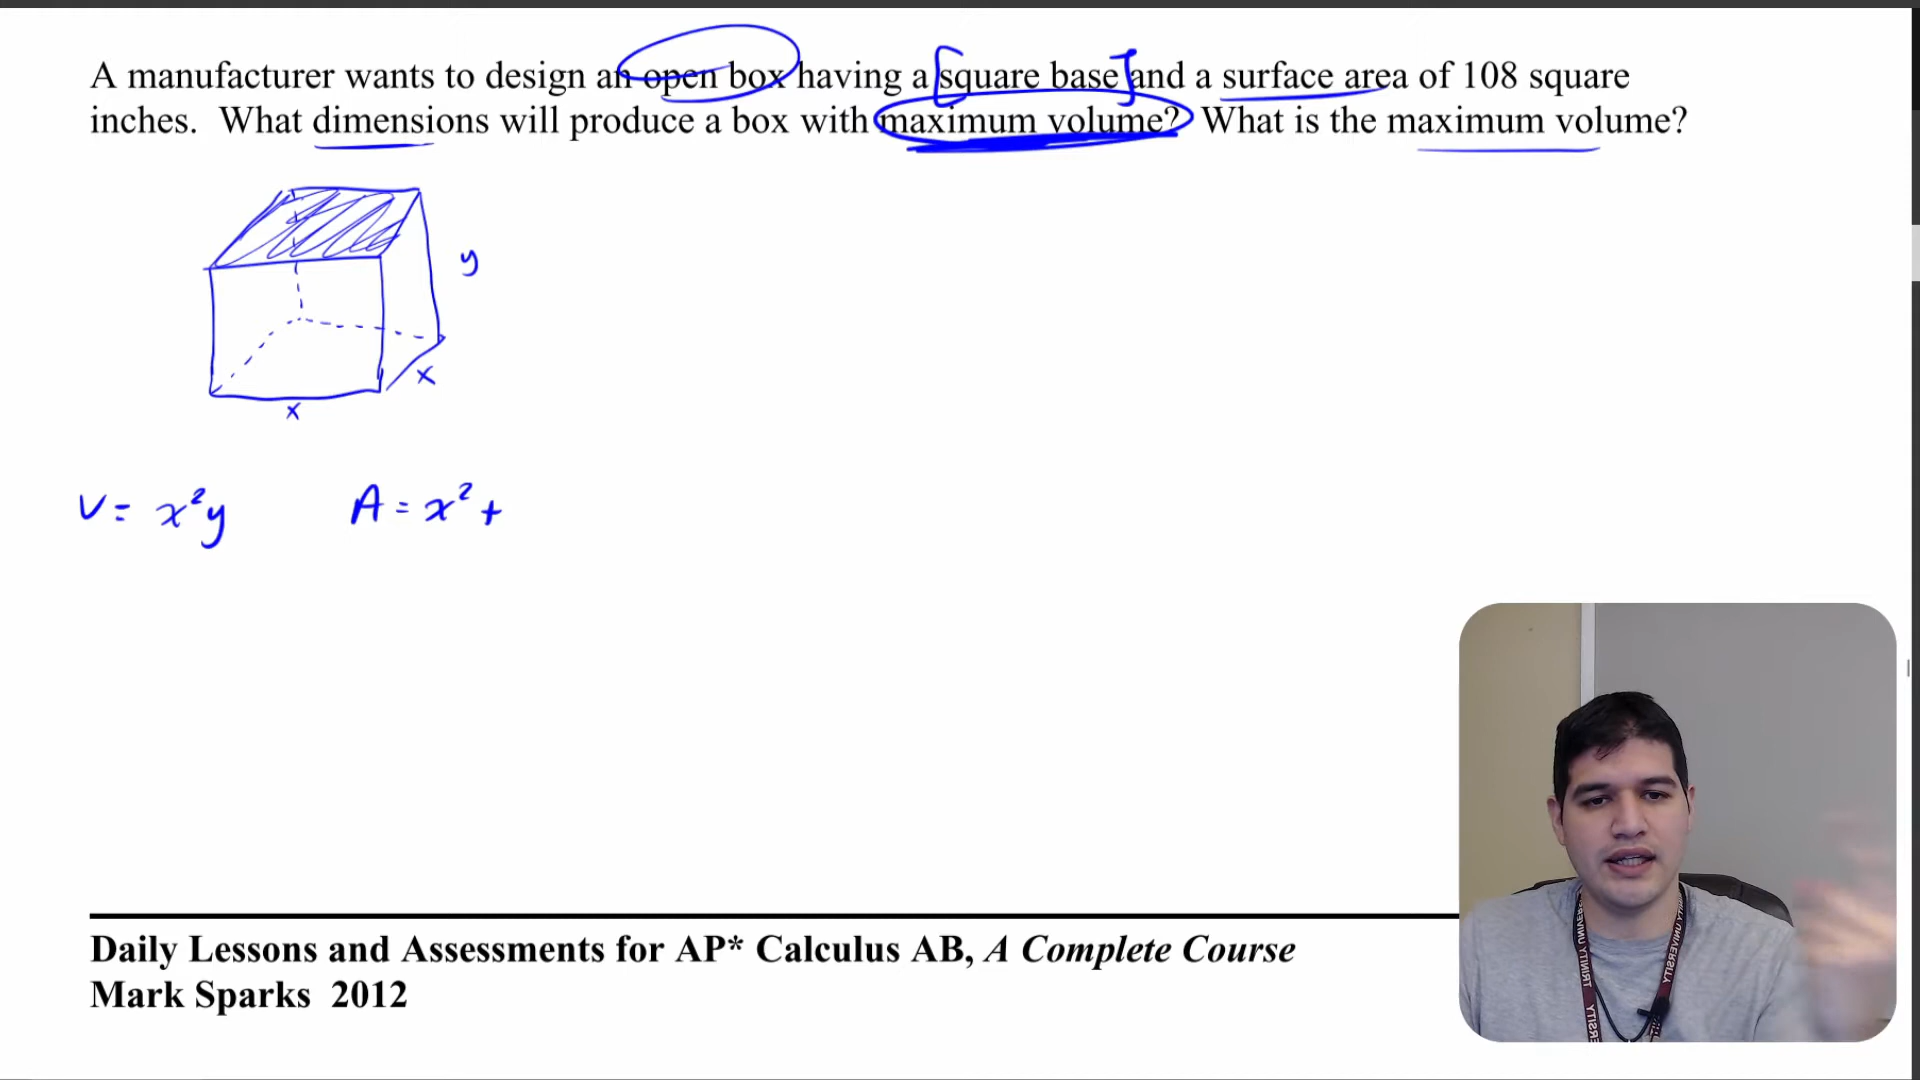 A manufacturer wants to design an open box having a [square base] and a surface area of 108 square
inches.  What dimensions will produce a box with maximum volume?  What is the maximum volume?
y
x
x
V = x²y
A = x² +
Daily Lessons and Assessments for AP* Calculus AB, A Complete Course
Mark Sparks  2012
TRINITY UNIVERSITY